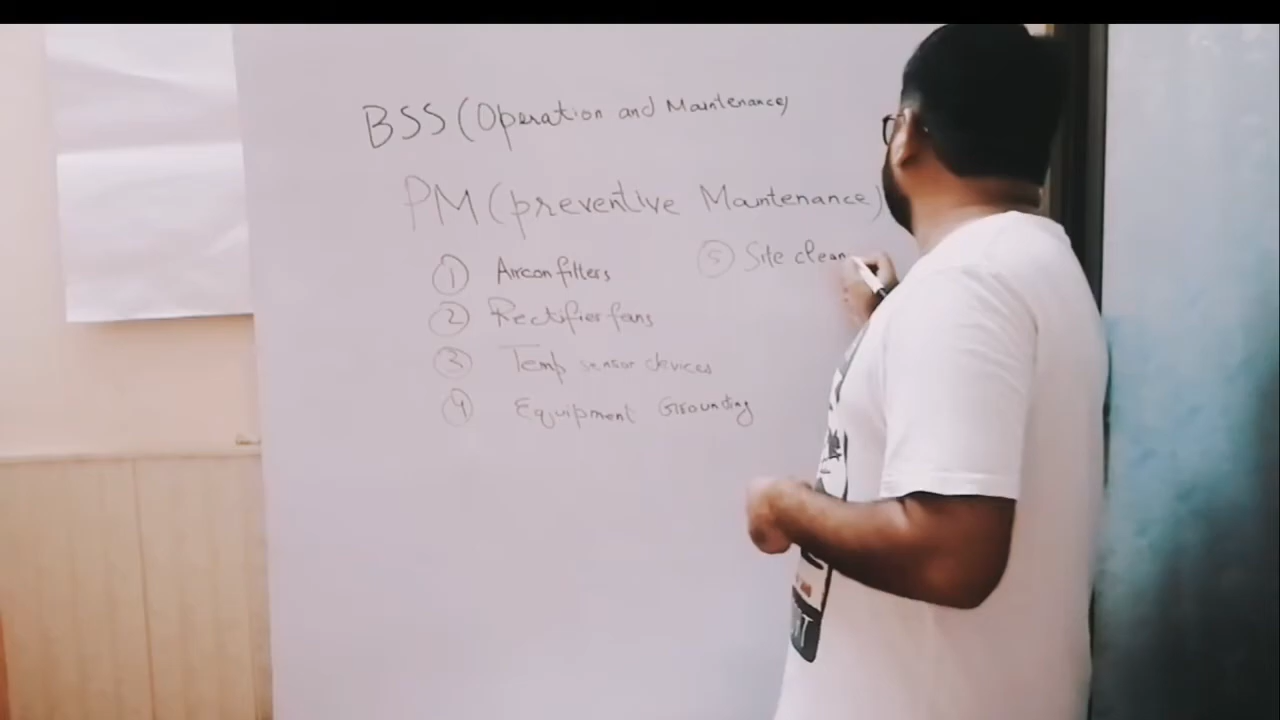 BSS (Operation and Maintenance)
PM (preventive Maintenance)
1 Aircon filters
2 Rectifier fans
3 Temp sensor devices
4 Equipment Grounding
5 Site clean